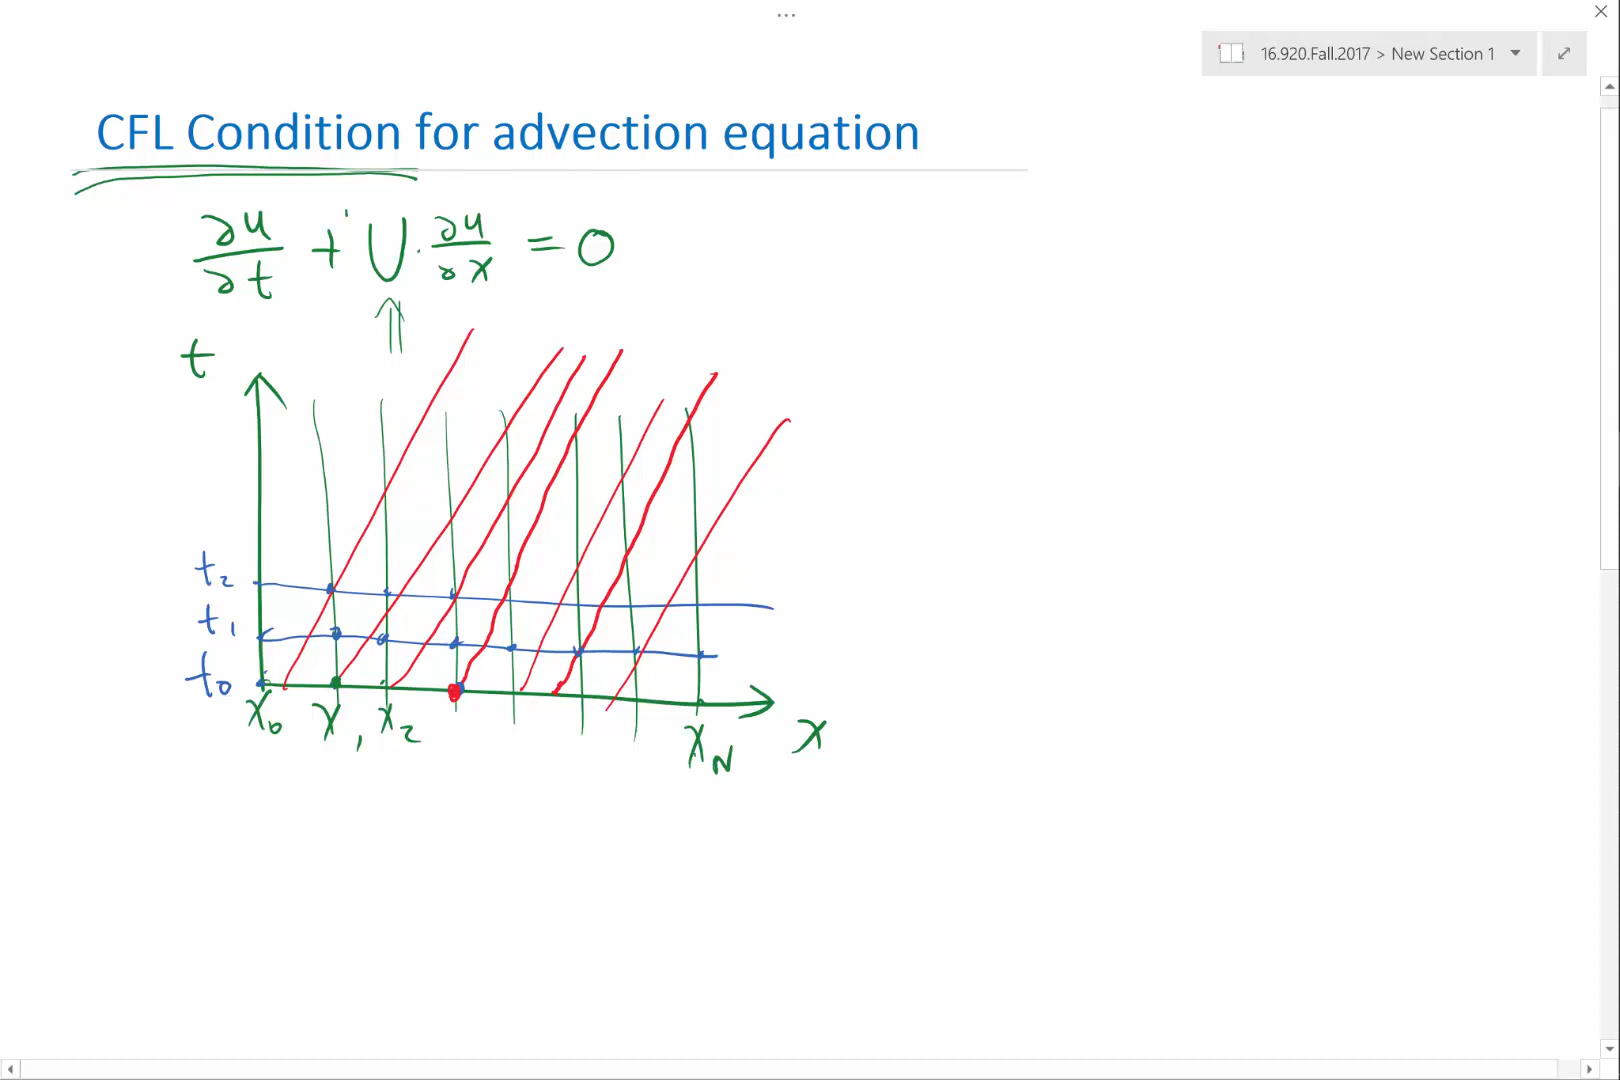 16.920.Fall.2017 > New Section 1
CFL Condition for advection equation
∂u/∂t + U · ∂u/∂x = 0
t
t₂
t₁
t₀
x₀ x₁ x₂ x_N x